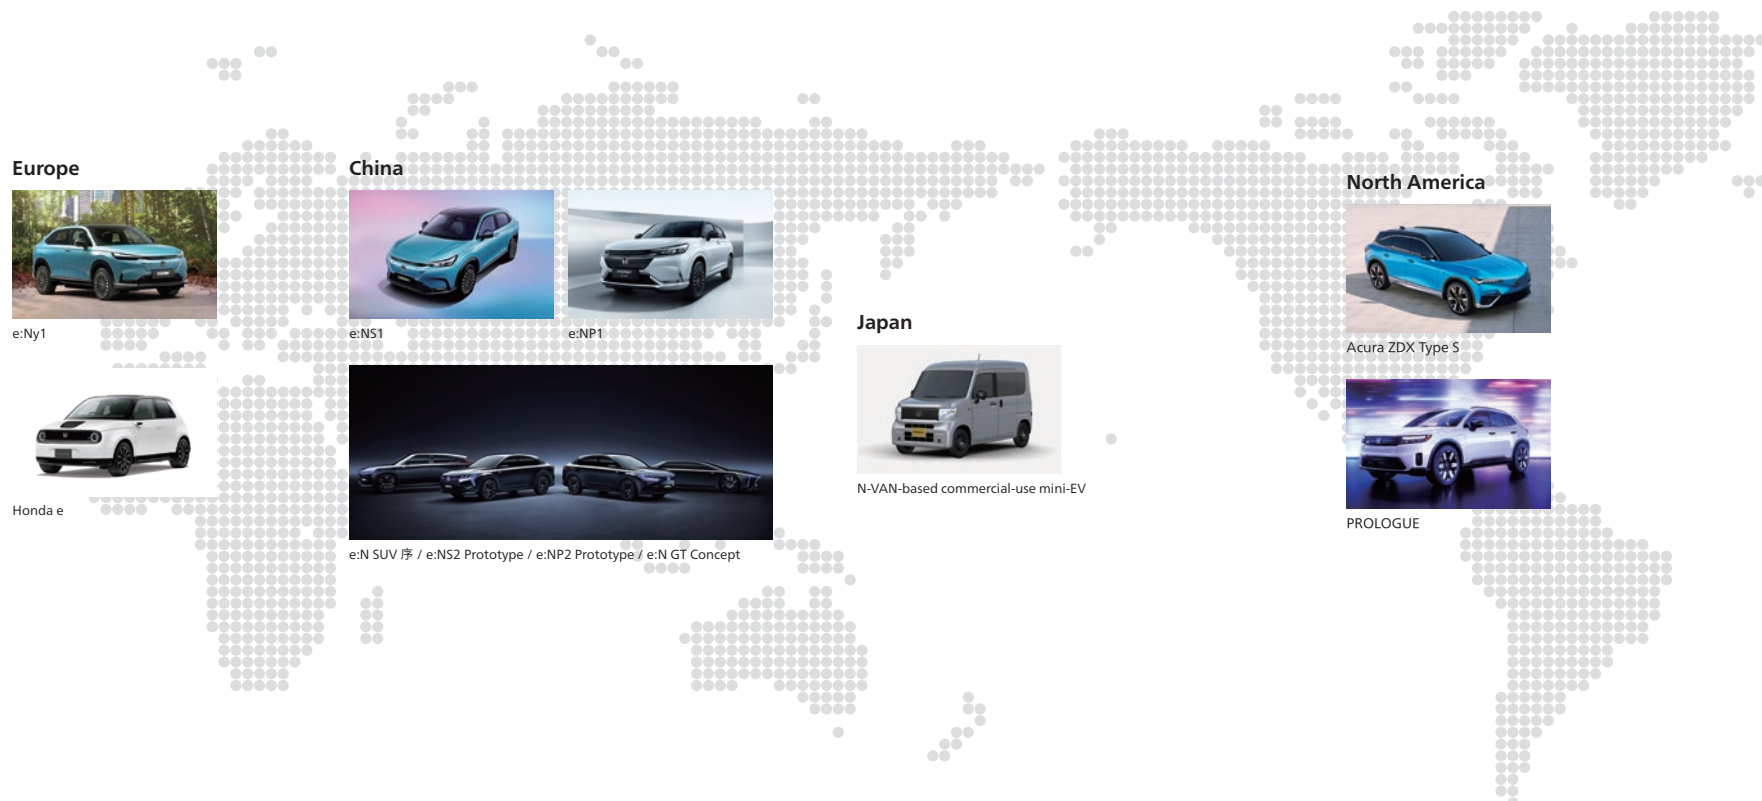 Europe
e:Ny1
Honda e
China
e:NS1
e:NP1
e:N SUV 序 / e:NS2 Prototype / e:NP2 Prototype / e:N GT Concept
Japan
N-VAN-based commercial-use mini-EV
North America
Acura ZDX Type S
PROLOGUE